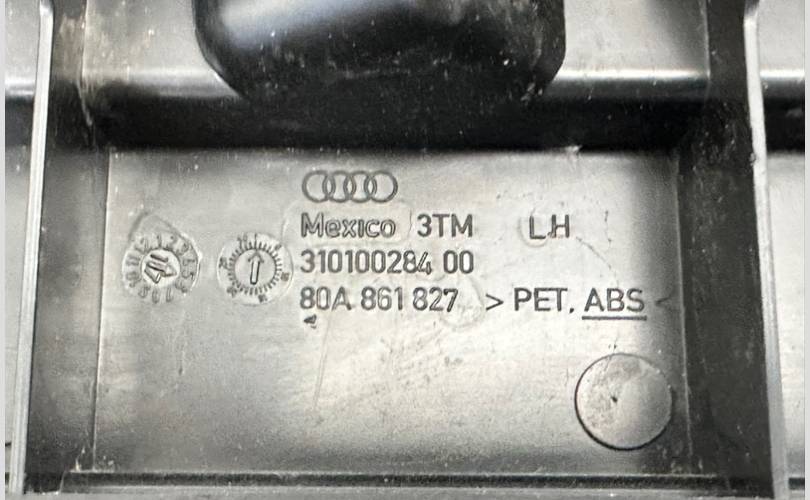 Mexico 3TM LH
310100284 00
80A 861 827 > PET, ABS <